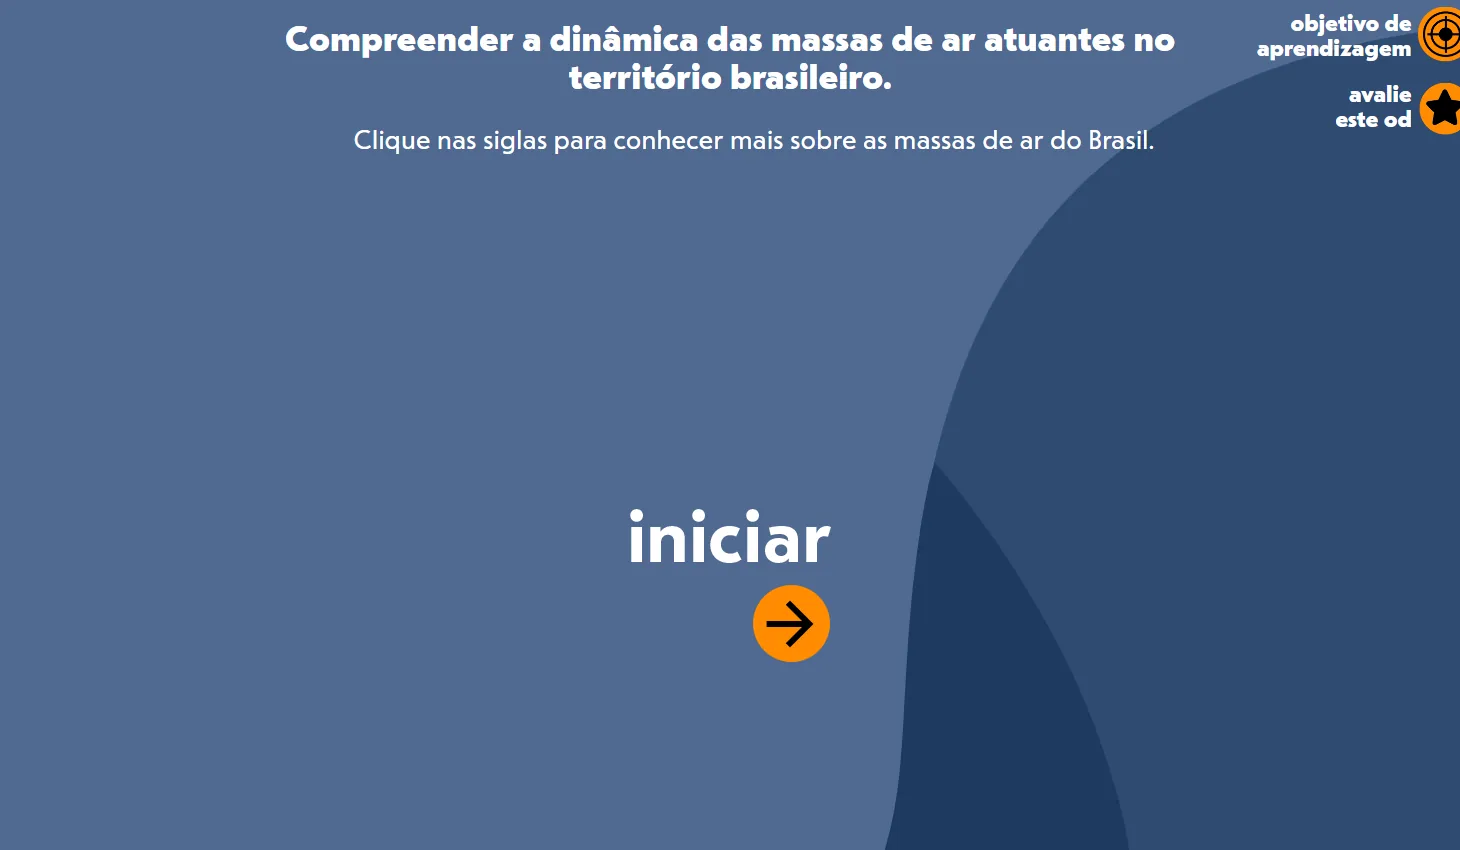 Compreender a dinâmica das massas de ar atuantes no
território brasileiro.
Clique nas siglas para conhecer mais sobre as massas de ar do Brasil.
objetivo de
aprendizagem
avalie
este od
iniciar